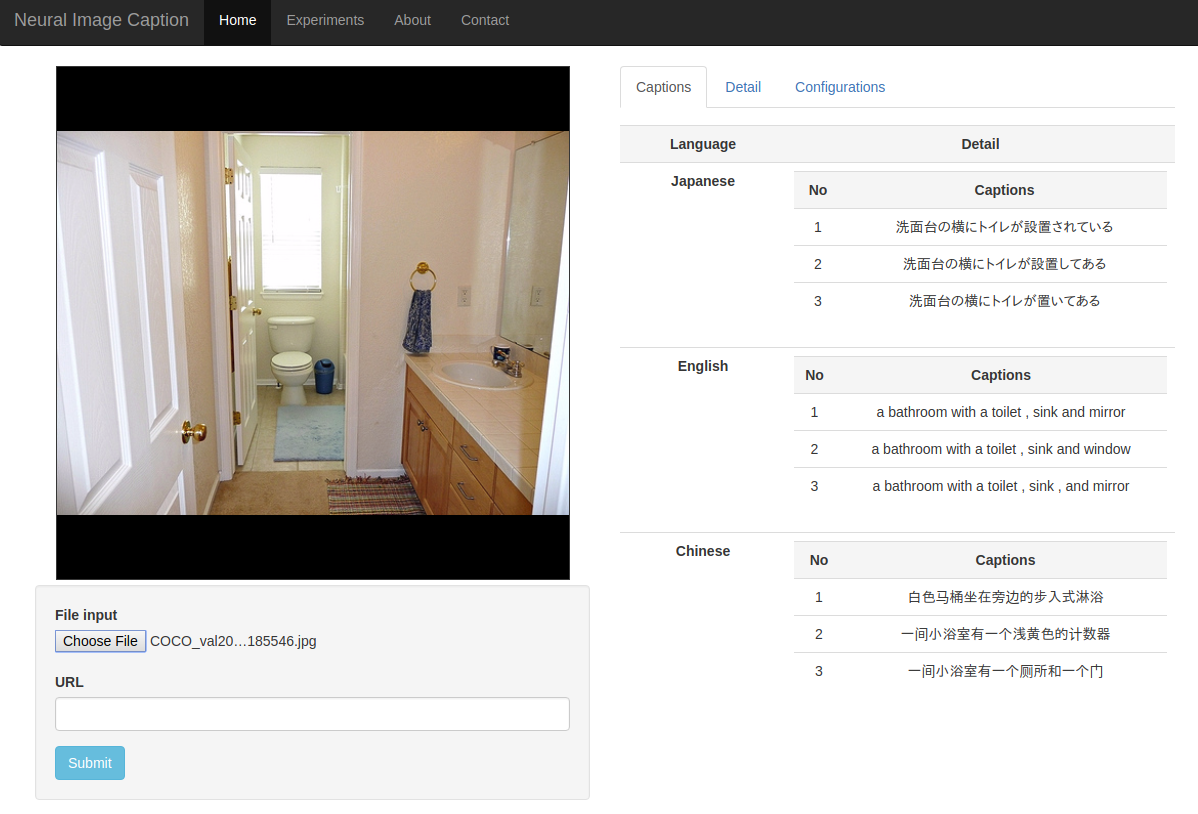 Neural Image Caption Home Experiments About Contact
Captions Detail Configurations
Language Detail
Japanese
No Captions
1 洗面台の横にトイレが設置されている
2 洗面台の横にトイレが設置してある
3 洗面台の横にトイレが置いてある
English
No Captions
1 a bathroom with a toilet , sink and mirror
2 a bathroom with a toilet , sink and window
3 a bathroom with a toilet , sink , and mirror
Chinese
No Captions
1 白色马桶坐在旁边的步入式淋浴
2 一间小浴室有一个浅黄色的计数器
3 一间小浴室有一个厕所和一个门
File input
Choose File COCO_val20…185546.jpg
URL
Submit